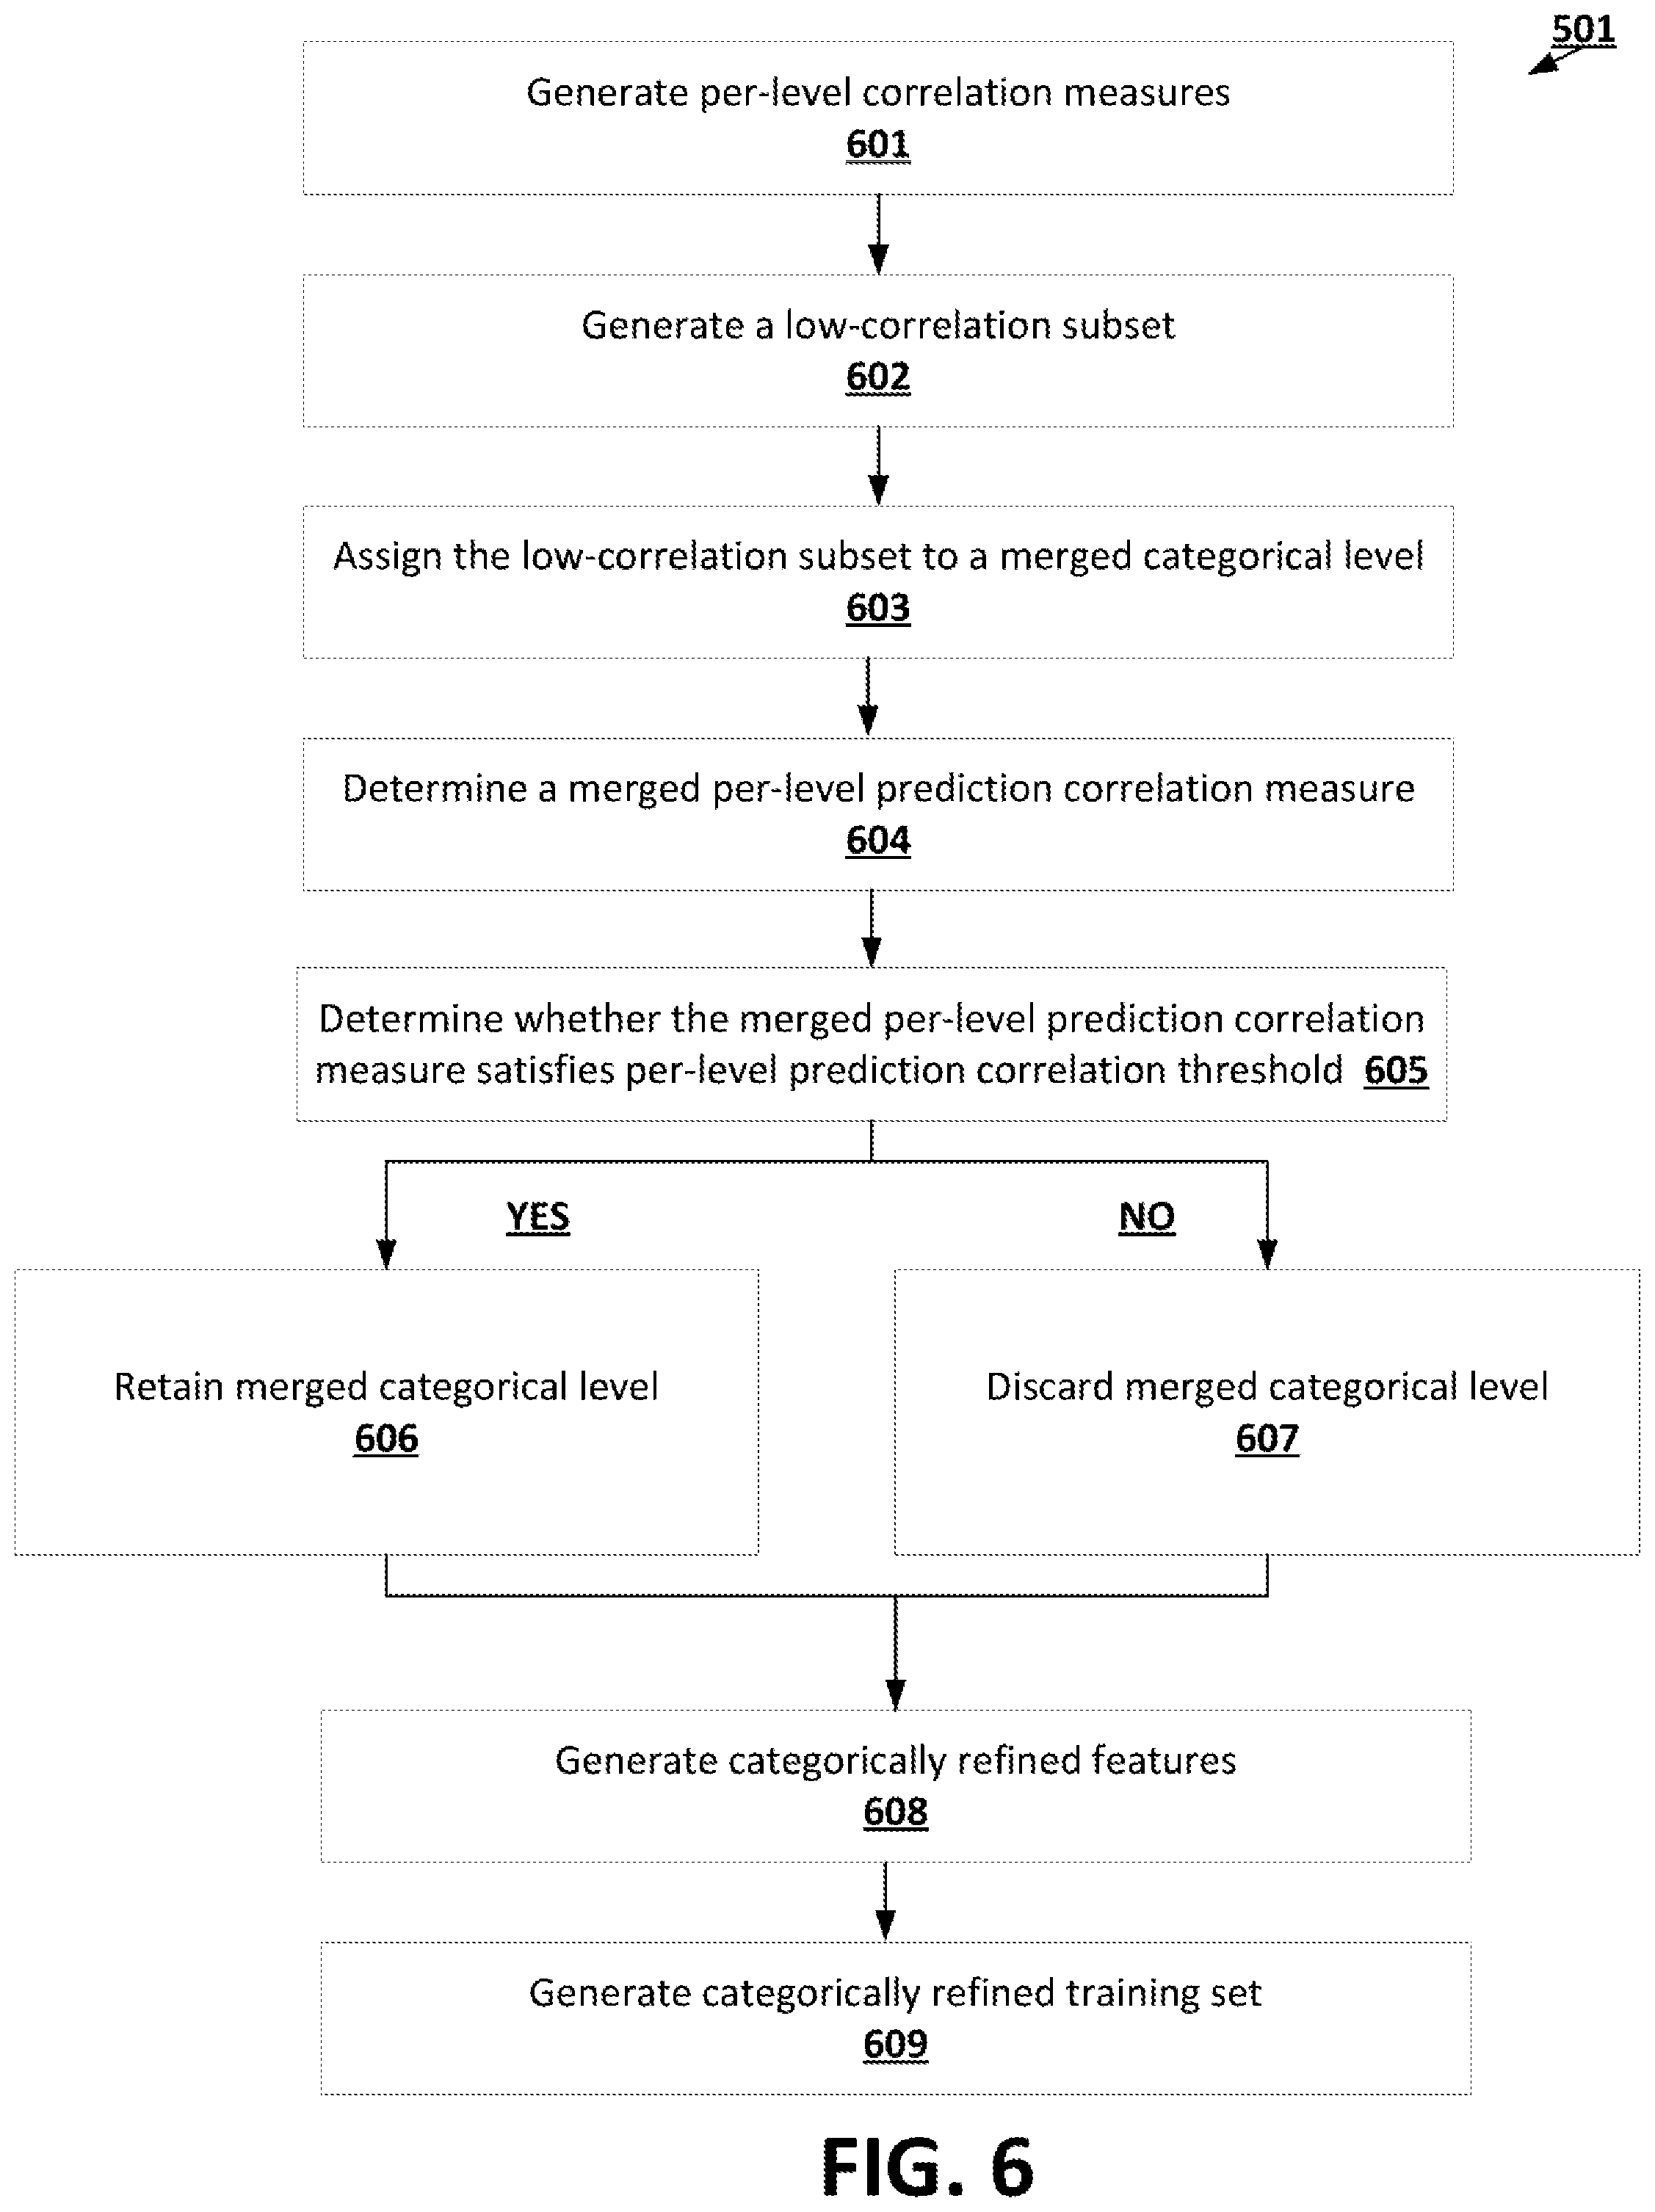 501
Generate per-level correlation measures
601
Generate a low-correlation subset
602
Assign the low-correlation subset to a merged categorical level
603
Determine a merged per-level prediction correlation measure
604
Determine whether the merged per-level prediction correlation
measure satisfies per-level prediction correlation threshold 605
YES
NO
Retain merged categorical level
606
Discard merged categorical level
607
Generate categorically refined features
608
Generate categorically refined training set
609
FIG. 6